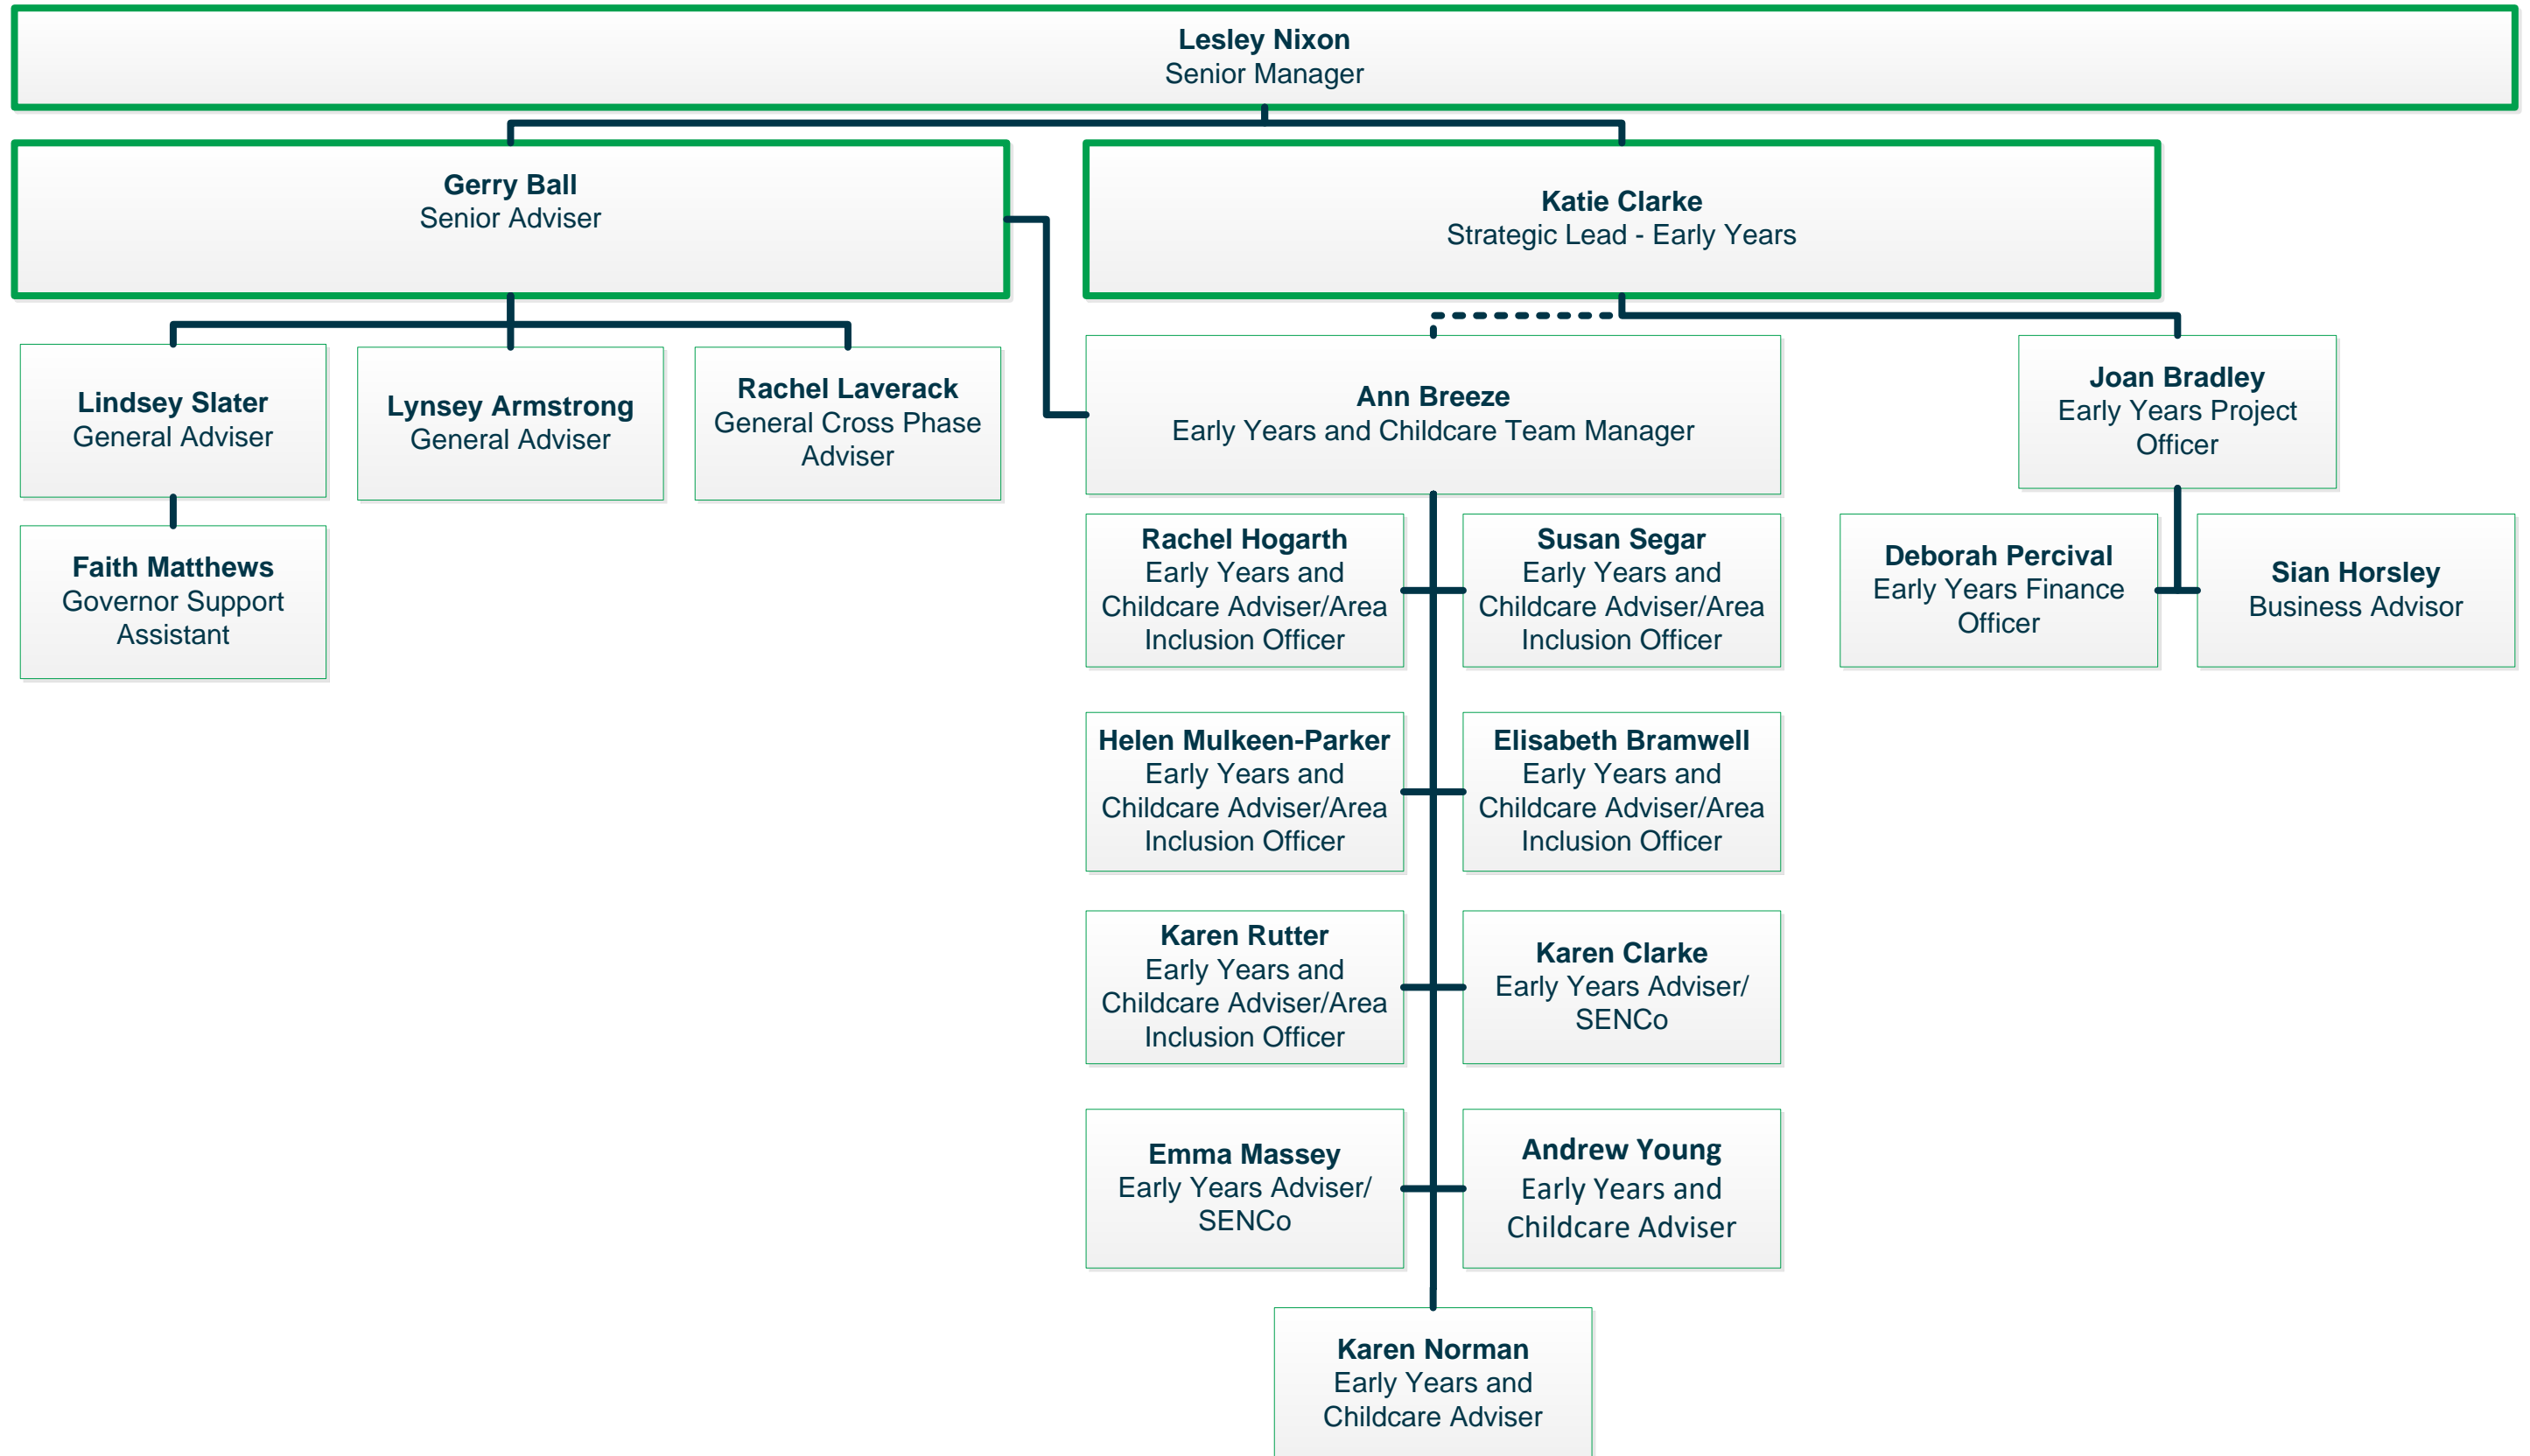 Lesley Nixon
Senior Manager
Gerry Ball
Senior Adviser
Katie Clarke
Strategic Lead - Early Years
Lindsey Slater
General Adviser
Lynsey Armstrong
General Adviser
Rachel Laverack
General Cross Phase
Adviser
Ann Breeze
Early Years and Childcare Team Manager
Joan Bradley
Early Years Project
Officer
Faith Matthews
Governor Support
Assistant
Rachel Hogarth
Early Years and
Childcare Adviser/Area
Inclusion Officer
Susan Segar
Early Years and
Childcare Adviser/Area
Inclusion Officer
Deborah Percival
Early Years Finance
Officer
Sian Horsley
Business Advisor
Helen Mulkeen-Parker
Early Years and
Childcare Adviser/Area
Inclusion Officer
Elisabeth Bramwell
Early Years and
Childcare Adviser/Area
Inclusion Officer
Karen Rutter
Early Years and
Childcare Adviser/Area
Inclusion Officer
Karen Clarke
Early Years Adviser/
SENCo
Emma Massey
Early Years Adviser/
SENCo
Andrew Young
Early Years and
Childcare Adviser
Karen Norman
Early Years and
Childcare Adviser